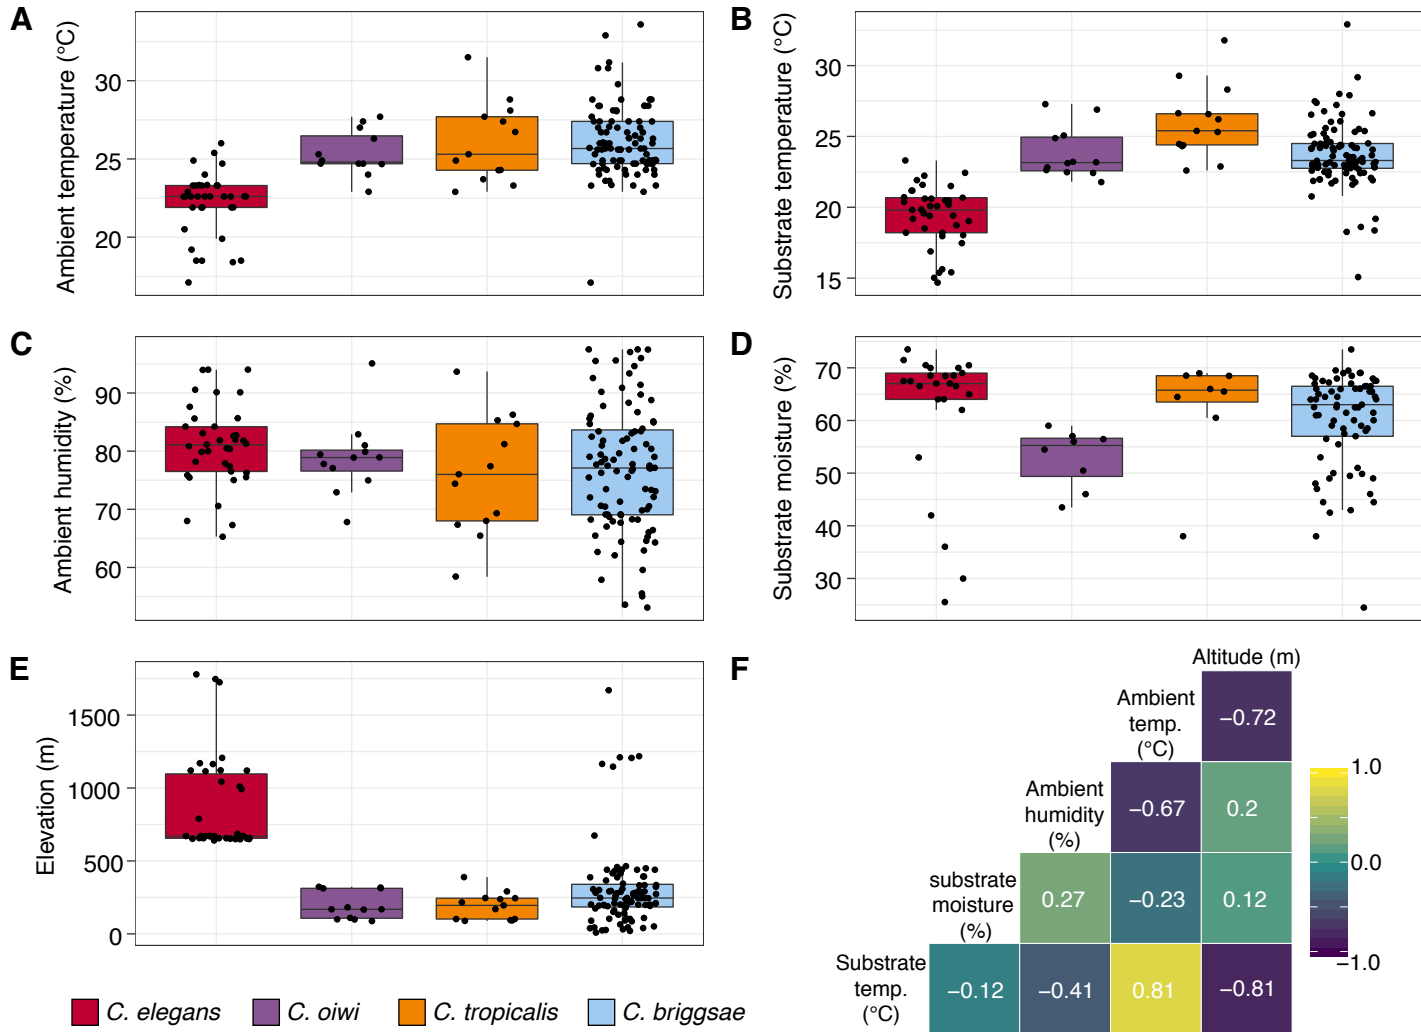 A
Ambient temperature (°C)
30
25
20
B
Substrate temperature (°C)
30
25
20
15
C
Ambient humidity (%)
90
80
70
60
D
Substrate moisture (%)
70
60
50
40
30
E
Elevation (m)
1500
1000
500
0
F
Altitude (m)
Ambient
temp.
(°C)
−0.72
Ambient
humidity
(%)
−0.67
0.2
substrate
moisture
(%)
0.27
−0.23
0.12
Substrate
temp.
(°C)
−0.12
−0.41
0.81
−0.81
1.0
0.0
−1.0
C. elegans
C. oiwi
C. tropicalis
C. briggsae